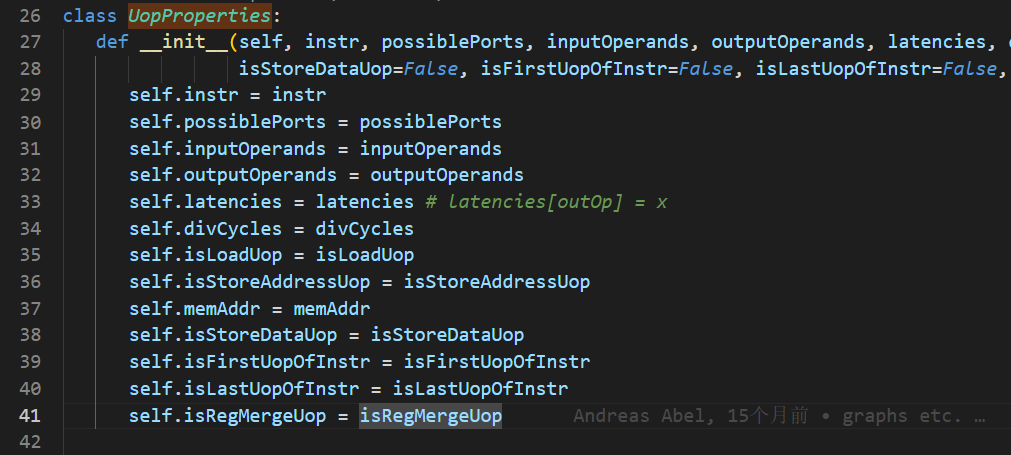 26 class UopProperties:
27 def __init__(self, instr, possiblePorts, inputOperands, outputOperands, latencies,
28 isStoreDataUop=False, isFirstUopOfInstr=False, isLastUopOfInstr=False,
29 self.instr = instr
30 self.possiblePorts = possiblePorts
31 self.inputOperands = inputOperands
32 self.outputOperands = outputOperands
33 self.latencies = latencies # latencies[outOp] = x
34 self.divCycles = divCycles
35 self.isLoadUop = isLoadUop
36 self.isStoreAddressUop = isStoreAddressUop
37 self.memAddr = memAddr
38 self.isStoreDataUop = isStoreDataUop
39 self.isFirstUopOfInstr = isFirstUopOfInstr
40 self.isLastUopOfInstr = isLastUopOfInstr
41 self.isRegMergeUop = isRegMergeUop Andreas Abel, 15个月前 • graphs etc. …
42